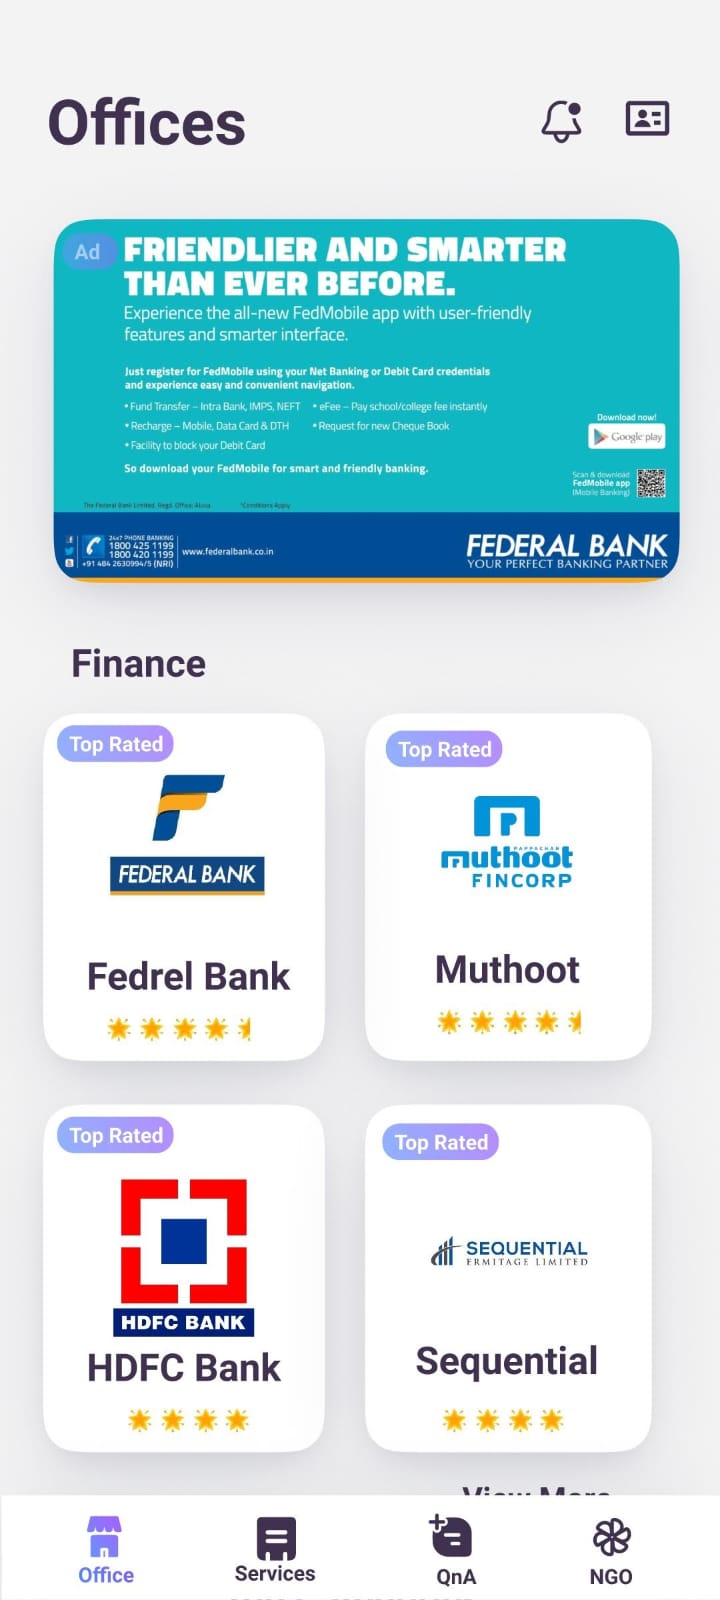 Offices
Ad
FRIENDLIER AND SMARTER
THAN EVER BEFORE.
Experience the all-new FedMobile app with user-friendly
features and smarter interface.
Just register for FedMobile using your Net Banking or Debit Card credentials
and experience easy and convenient navigation.
• Fund Transfer – Intra Bank, IMPS, NEFT • eFee – Pay school/college fee instantly
• Recharge – Mobile, Data Card & DTH • Request for new Cheque Book
• Facility to block your Debit Card
So download your FedMobile for smart and friendly banking.
Download now!
Google play
Scan & download
FedMobile app
(Mobile Banking)
The Federal Bank Limited, Regd. Office: Aluva. *Conditions Apply
24x7 PHONE BANKING
1800 425 1199
1800 420 1199
+91 484 2630994/5 (NRI)
www.federalbank.co.in
FEDERAL BANK
YOUR PERFECT BANKING PARTNER
Finance
Top Rated
FEDERAL BANK
Fedrel Bank
Top Rated
muthoot
PAPPACHAN
FINCORP
Muthoot
Top Rated
HDFC BANK
HDFC Bank
Top Rated
SEQUENTIAL
ERMITAGE LIMITED
Sequential
View More
Office
Services
QnA
NGO